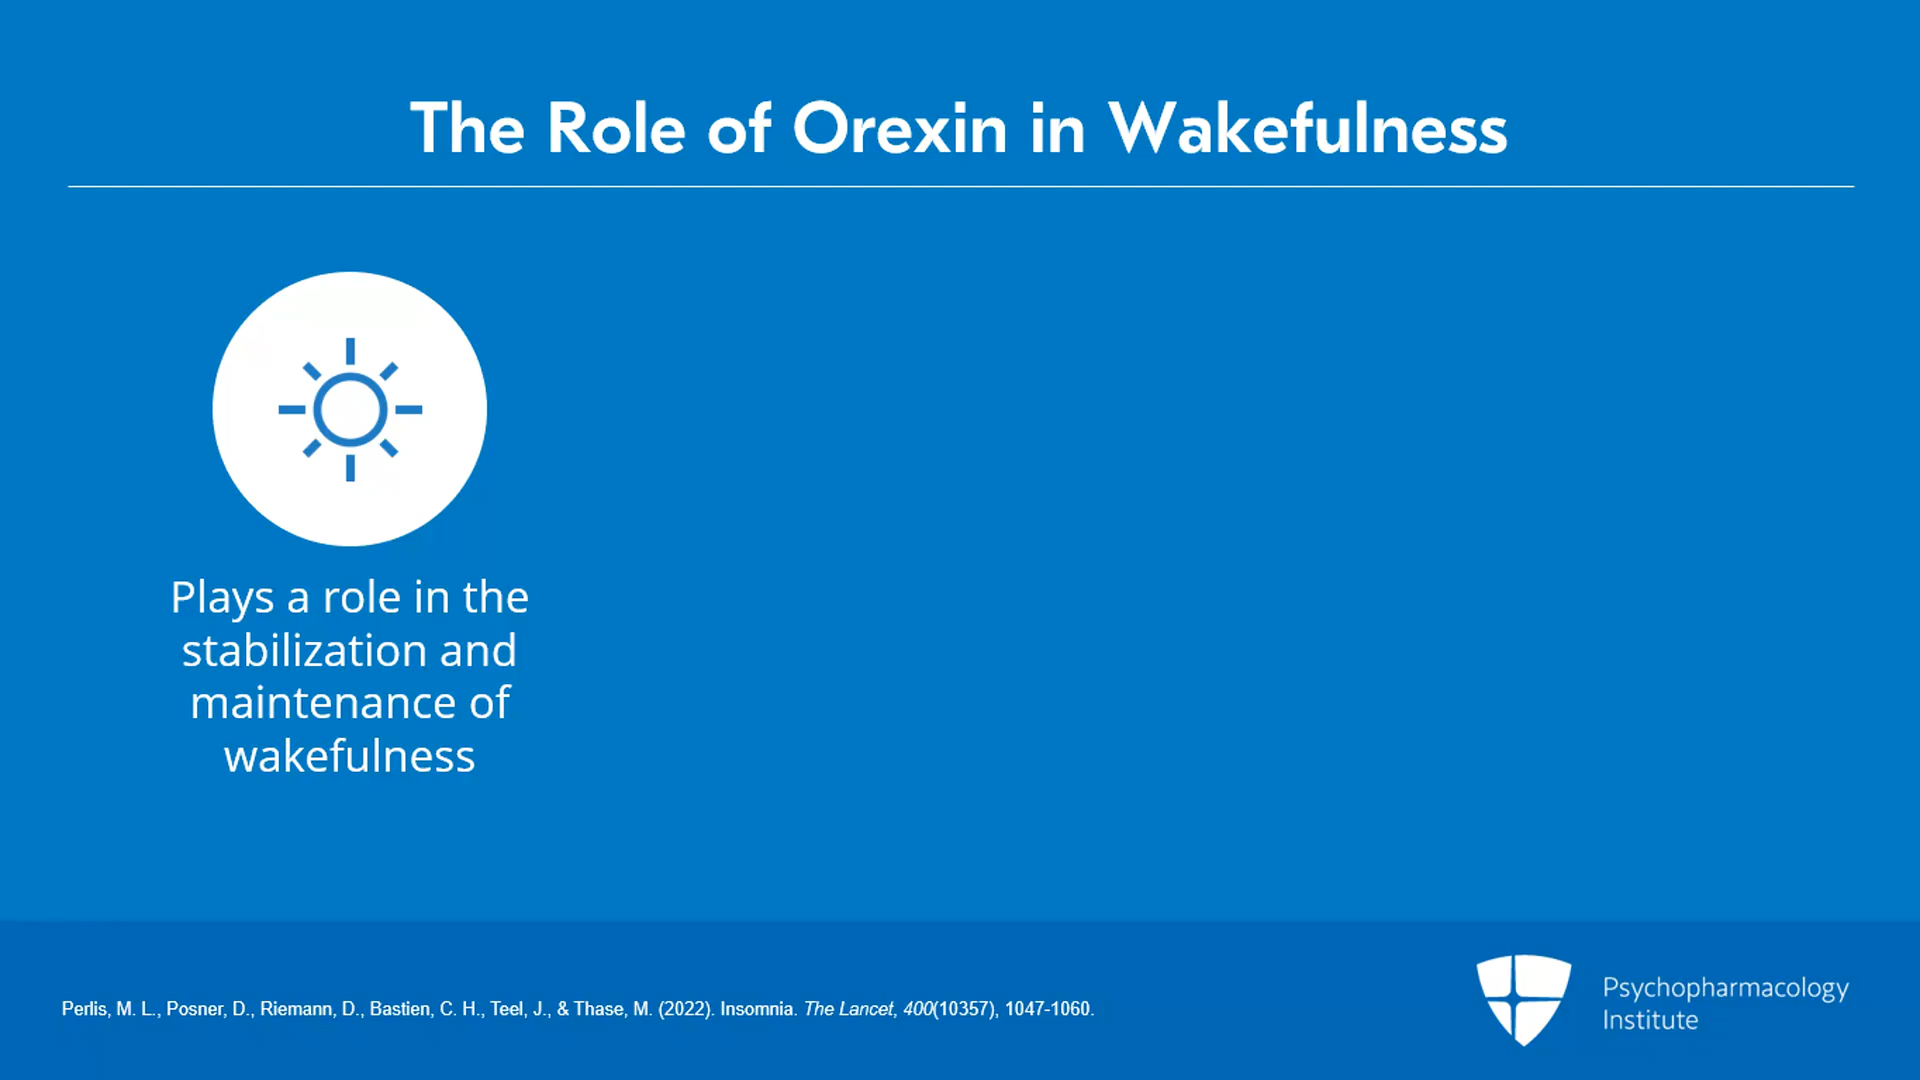 The Role of Orexin in Wakefulness
Plays a role in the
stabilization and
maintenance of
wakefulness
Perlis, M. L., Posner, D., Riemann, D., Bastien, C. H., Teel, J., & Thase, M. (2022). Insomnia. The Lancet, 400(10357), 1047-1060.
Psychopharmacology
Institute